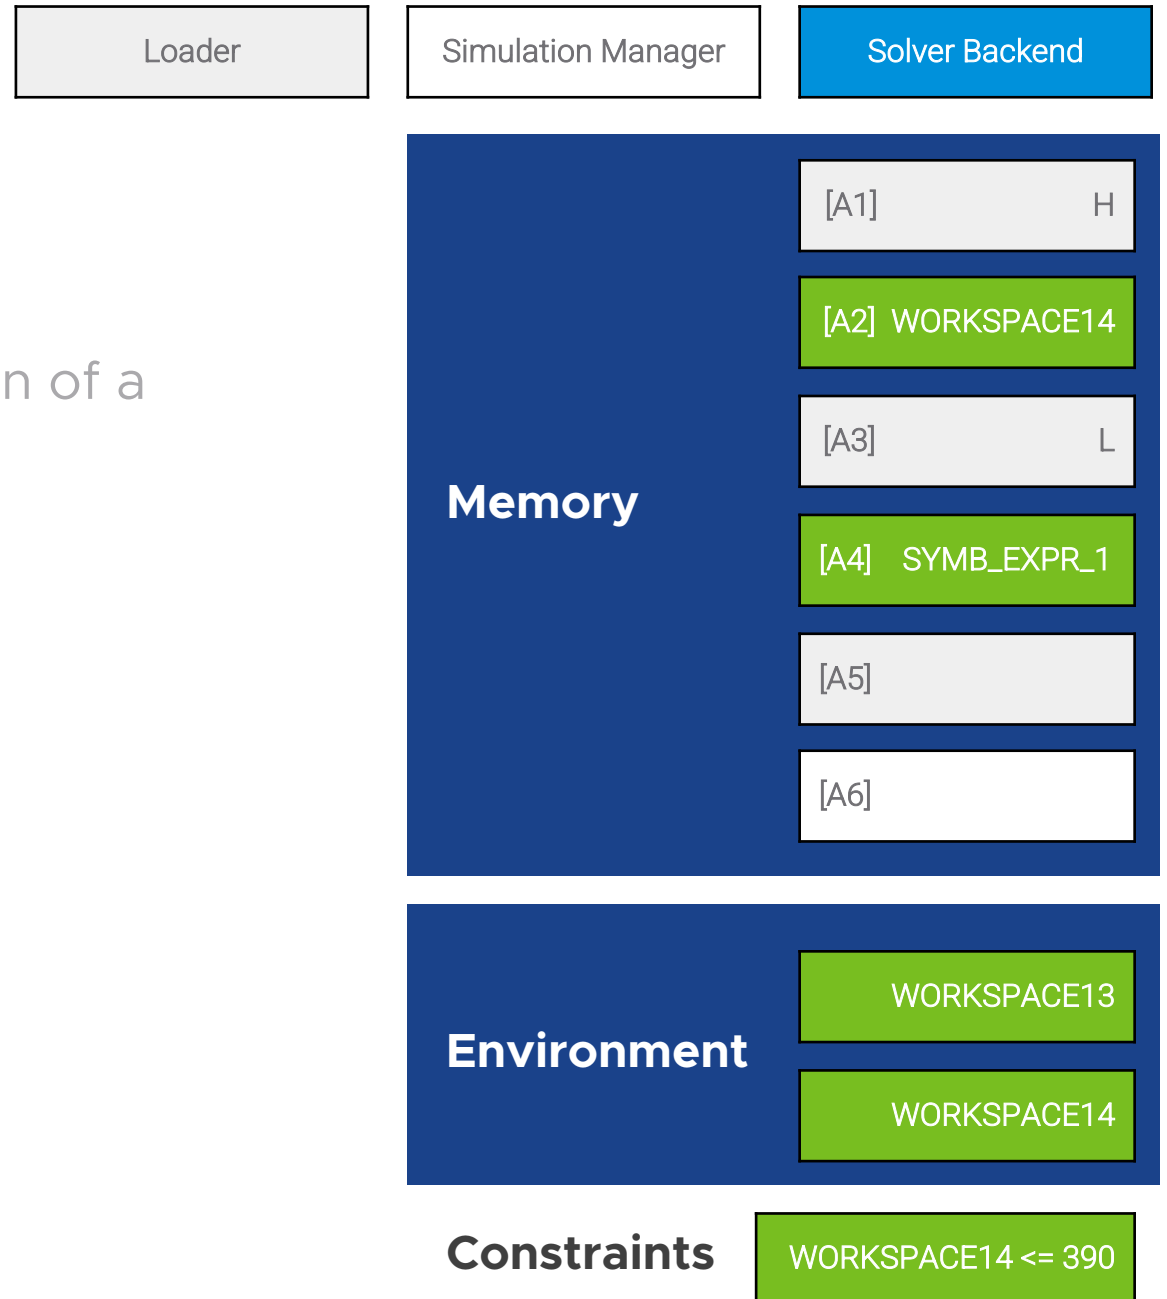 Loader
Simulation Manager
Solver Backend
n of a
Memory
[A1] H
[A2] WORKSPACE14
[A3] L
[A4] SYMB_EXPR_1
[A5]
[A6]
Environment
WORKSPACE13
WORKSPACE14
Constraints
WORKSPACE14 <= 390